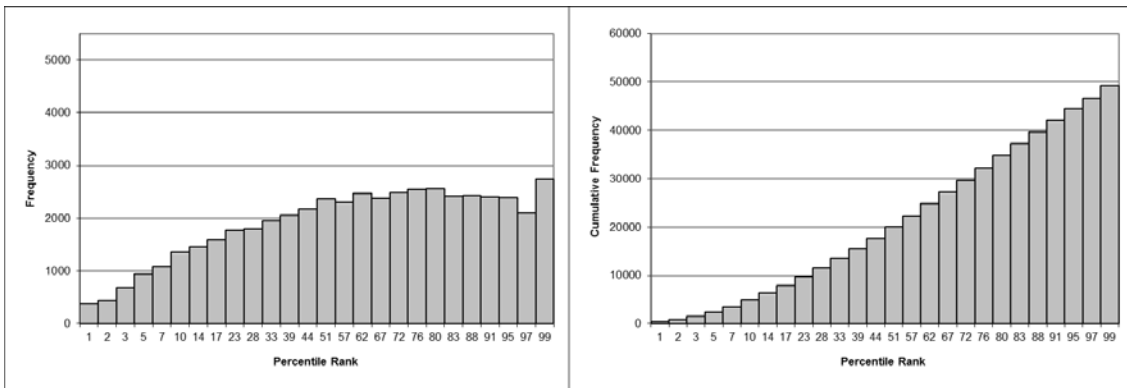 5000
4000
3000
2000
1000
0
Frequency
1 2 3 5 7 10 14 17 23 28 33 39 44 51 57 62 67 72 76 80 83 88 91 95 97 99
Percentile Rank
60000
50000
40000
30000
20000
10000
0
Cumulative Frequency
1 2 3 5 7 10 14 17 23 28 33 39 44 51 57 62 67 72 76 80 83 88 91 95 97 99
Percentile Rank